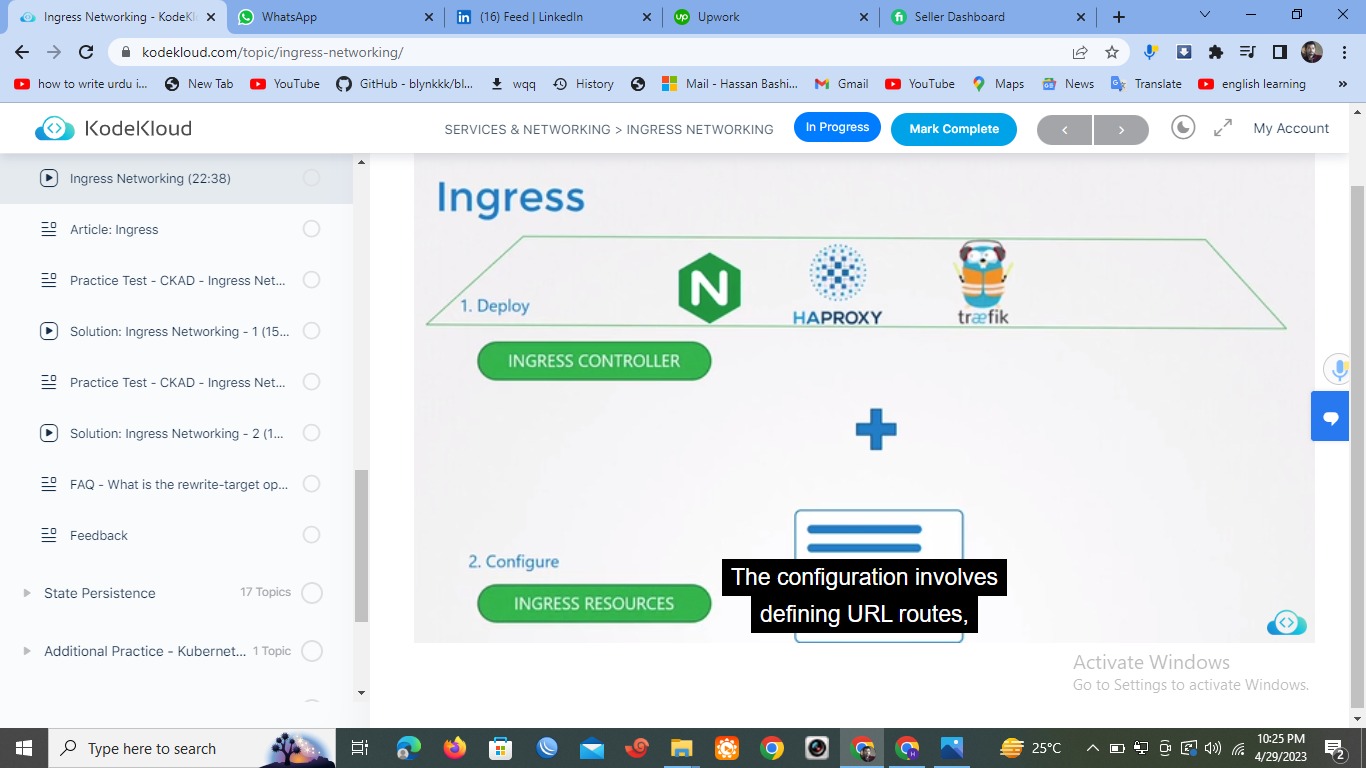 Ingress Networking - KodeKl
WhatsApp
(16) Feed | LinkedIn
Upwork
Seller Dashboard
kodekloud.com/topic/ingress-networking/
how to write urdu i...
New Tab
YouTube
GitHub - blynkkk/bl...
wqq
History
Mail - Hassan Bashi...
Gmail
YouTube
Maps
News
Translate
english learning
KodeKloud
SERVICES & NETWORKING > INGRESS NETWORKING
In Progress
Mark Complete
My Account
Ingress Networking (22:38)
Article: Ingress
Practice Test - CKAD - Ingress Net...
Solution: Ingress Networking - 1 (15...
Practice Test - CKAD - Ingress Net...
Solution: Ingress Networking - 2 (1...
FAQ - What is the rewrite-target op...
Feedback
State Persistence
17 Topics
Additional Practice - Kubernet...
1 Topic
Ingress
1. Deploy
N
HAPROXY
træfik
INGRESS CONTROLLER
2. Configure
INGRESS RESOURCES
The configuration involves
defining URL routes,
Activate Windows
Go to Settings to activate Windows.
Type here to search
25°C
10:25 PM
4/29/2023
2